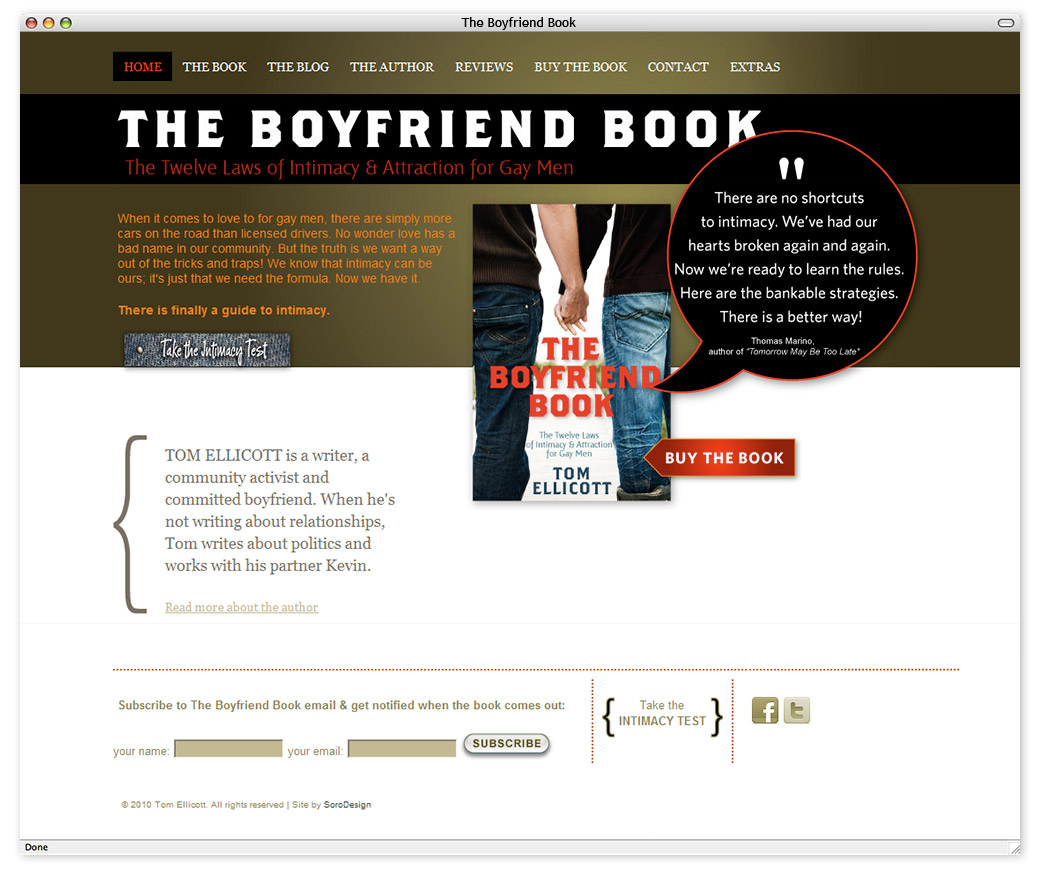 The Boyfriend Book
HOME THE BOOK THE BLOG THE AUTHOR REVIEWS BUY THE BOOK CONTACT EXTRAS
THE BOYFRIEND BOOK
The Twelve Laws of Intimacy & Attraction for Gay Men
When it comes to love to for gay men, there are simply more
cars on the road than licensed drivers. No wonder love has a
bad name in our community. But the truth is we want a way
out of the tricks and traps! We know that intimacy can be
ours; it's just that we need the formula. Now we have it.
There is finally a guide to intimacy.
Take the Intimacy Test
"
There are no shortcuts
to intimacy. We've had our
hearts broken again and again.
Now we're ready to learn the rules.
Here are the bankable strategies.
There is a better way!
Thomas Marino,
author of "Tomorrow May Be Too Late"
THE
BOYFRIEND
BOOK
The Twelve Laws
of Intimacy & Attraction
for Gay Men
TOM
ELLICOTT
BUY THE BOOK
TOM ELLICOTT is a writer, a
community activist and
committed boyfriend. When he's
not writing about relationships,
Tom writes about politics and
works with his partner Kevin.
Read more about the author
Subscribe to The Boyfriend Book email & get notified when the book comes out:
your name: your email: SUBSCRIBE
{ Take the }
INTIMACY TEST
f t
© 2010 Tom Ellicott. All rights reserved | Site by SoroDesign
Done